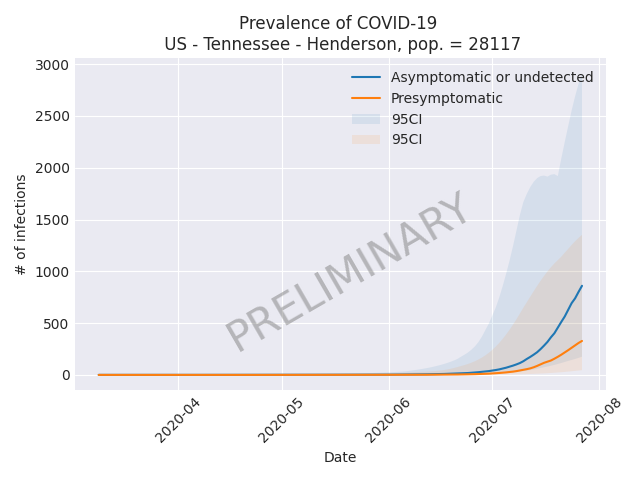 Prevalence of COVID-19
US - Tennessee - Henderson, pop. = 28117
3000
2500
2000
1500
1000
500
0
# of infections
Asymptomatic or undetected
Presymptomatic
95CI
95CI
PRELIMINARY
2020-04
2020-05
2020-06
2020-07
2020-08
Date